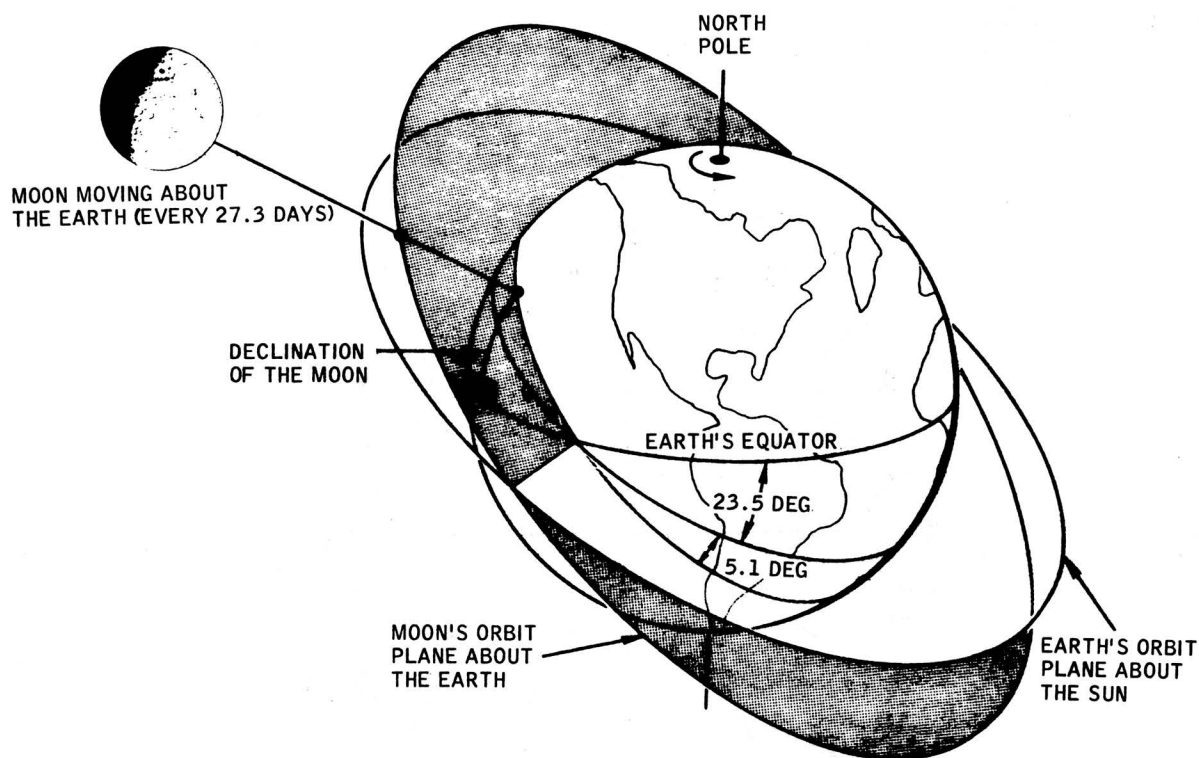 NORTH
POLE
MOON MOVING ABOUT
THE EARTH (EVERY 27.3 DAYS)
DECLINATION
OF THE MOON
EARTH'S EQUATOR
23.5 DEG
5.1 DEG
MOON'S ORBIT
PLANE ABOUT
THE EARTH
EARTH'S ORBIT
PLANE ABOUT
THE SUN